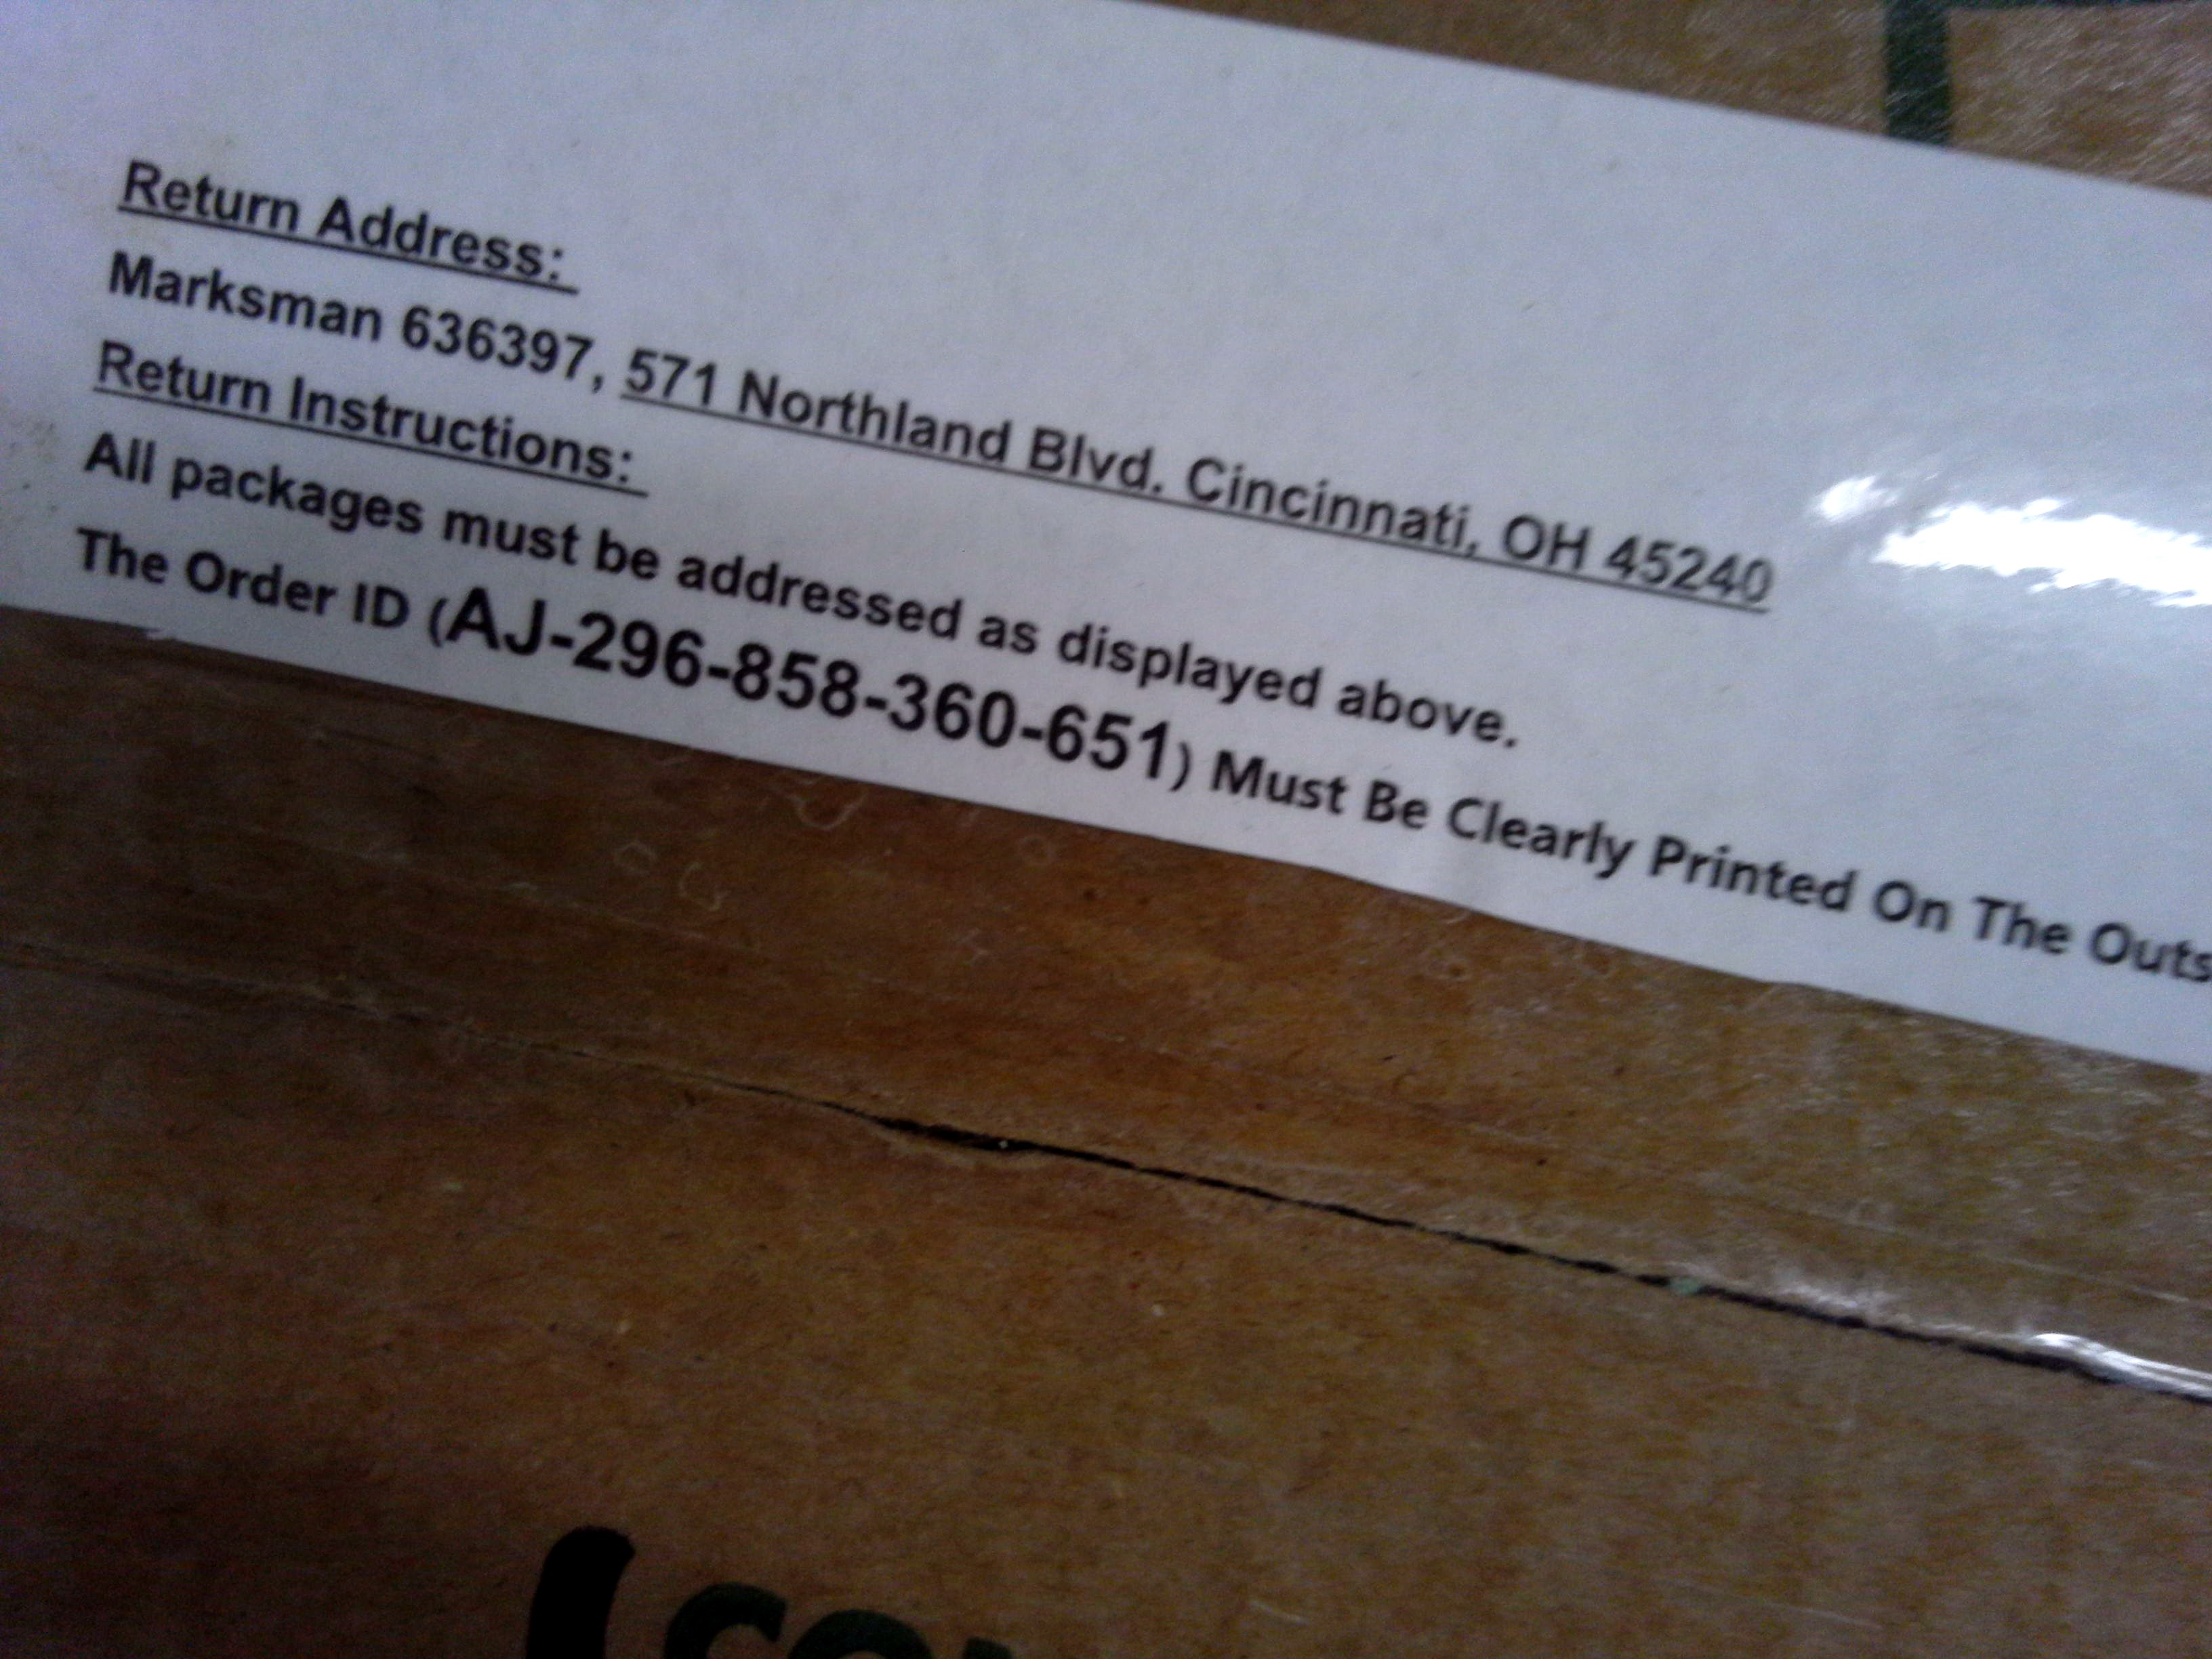 Return Address:
Marksman 636397, 571 Northland Blvd. Cincinnati, OH 45240
Return Instructions:
All packages must be addressed as displayed above.
The Order ID (AJ-296-858-360-651) Must Be Clearly Printed On The Outs